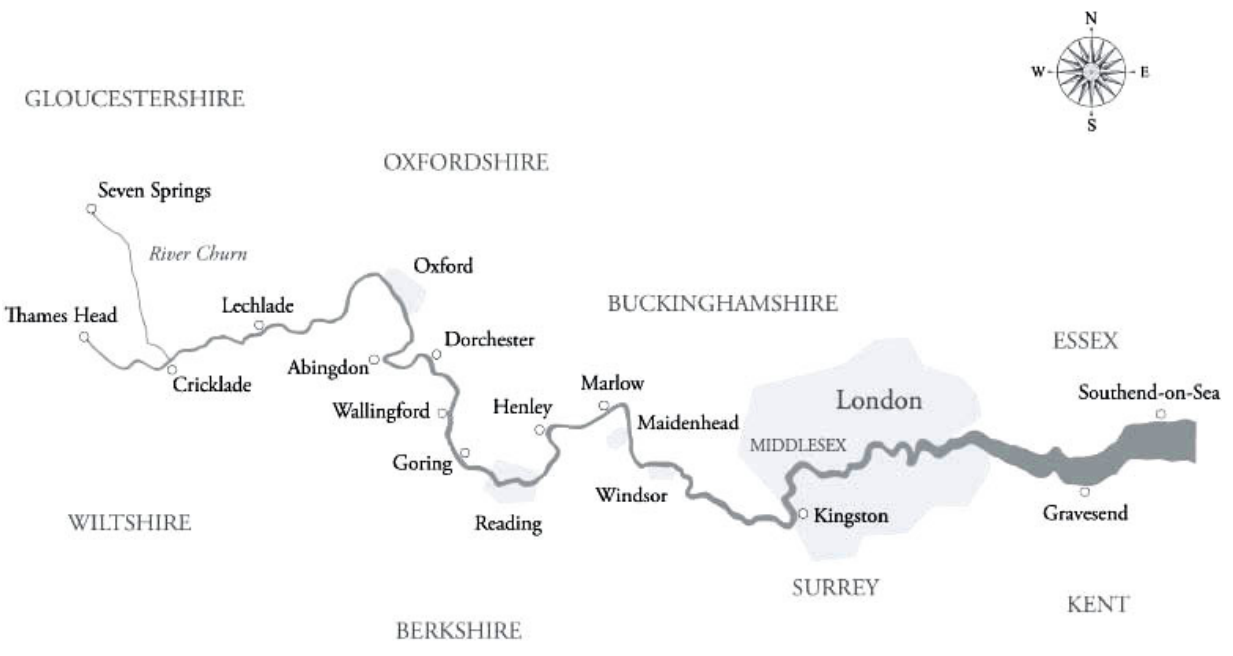 N
W
E
S
GLOUCESTERSHIRE
OXFORDSHIRE
Seven Springs
River Churn
Oxford
Lechlade
BUCKINGHAMSHIRE
Thames Head
Dorchester
ESSEX
Abingdon
Cricklade
Marlow
Southend-on-Sea
Wallingford
Henley
London
Maidenhead
MIDDLESEX
Goring
Windsor
Kingston
Gravesend
WILTSHIRE
Reading
SURREY
KENT
BERKSHIRE